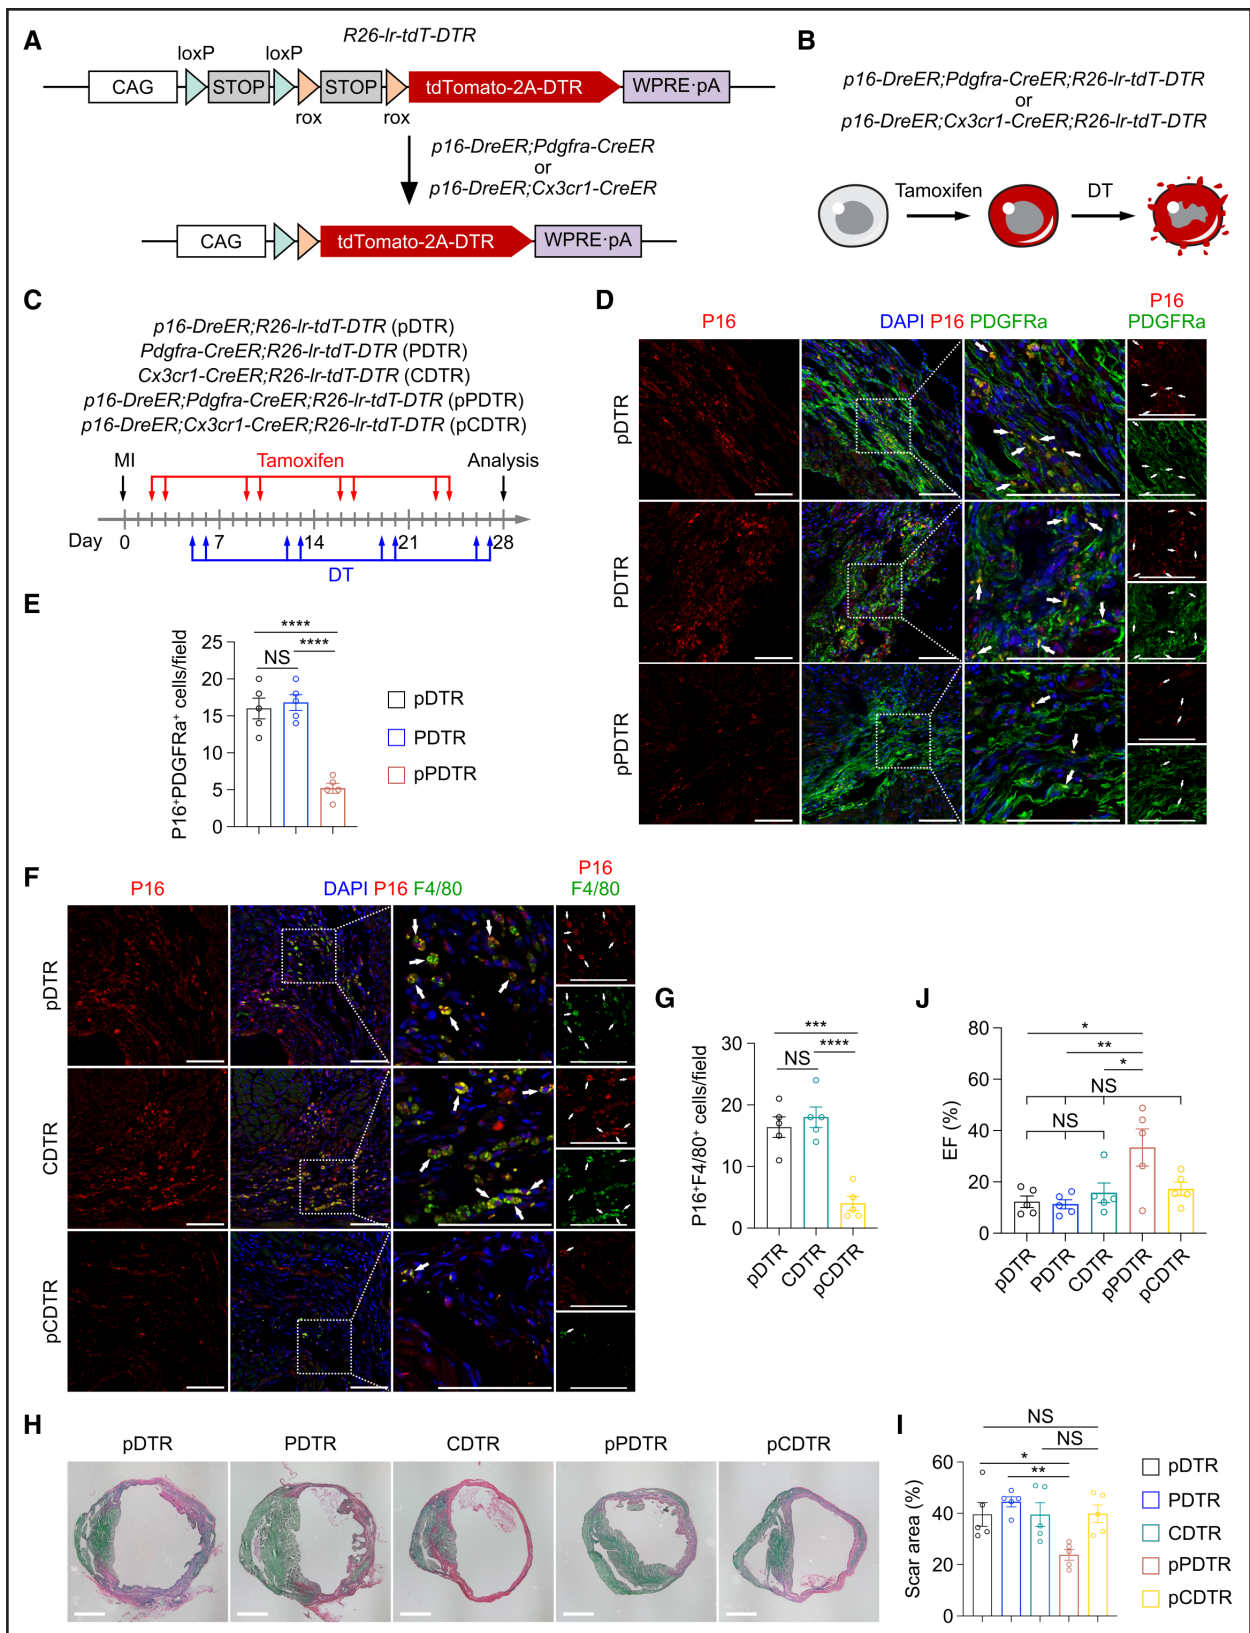 A
R26-lr-tdT-DTR
loxP
loxP
CAG
STOP
STOP
tdTomato-2A-DTR
WPRE·pA
rox
rox
p16-DreER;Pdgfra-CreER
or
p16-DreER;Cx3cr1-CreER
CAG
tdTomato-2A-DTR
WPRE·pA
B
p16-DreER;Pdgfra-CreER;R26-lr-tdT-DTR
or
p16-DreER;Cx3cr1-CreER;R26-lr-tdT-DTR
Tamoxifen
DT
C
p16-DreER;R26-lr-tdT-DTR (pDTR)
Pdgfra-CreER;R26-lr-tdT-DTR (PDTR)
Cx3cr1-CreER;R26-lr-tdT-DTR (CDTR)
p16-DreER;Pdgfra-CreER;R26-lr-tdT-DTR (pPDTR)
p16-DreER;Cx3cr1-CreER;R26-lr-tdT-DTR (pCDTR)
MI
Tamoxifen
Analysis
Day
0
7
14
21
28
DT
D
P16
DAPI P16 PDGFRa
P16
PDGFRa
pDTR
PDTR
pPDTR
E
P16+PDGFRa+ cells/field
25
20
15
10
5
0
****
****
NS
pDTR
PDTR
pPDTR
F
P16
DAPI P16 F4/80
P16
F4/80
pDTR
CDTR
pCDTR
G
P16+F4/80+ cells/field
30
20
10
0
***
****
NS
pDTR
CDTR
pCDTR
J
EF (%)
80
60
40
20
0
*
**
*
NS
NS
pDTR
PDTR
CDTR
pPDTR
pCDTR
H
pDTR
PDTR
CDTR
pPDTR
pCDTR
I
Scar area (%)
60
40
20
0
NS
NS
*
**
pDTR
PDTR
CDTR
pPDTR
pCDTR